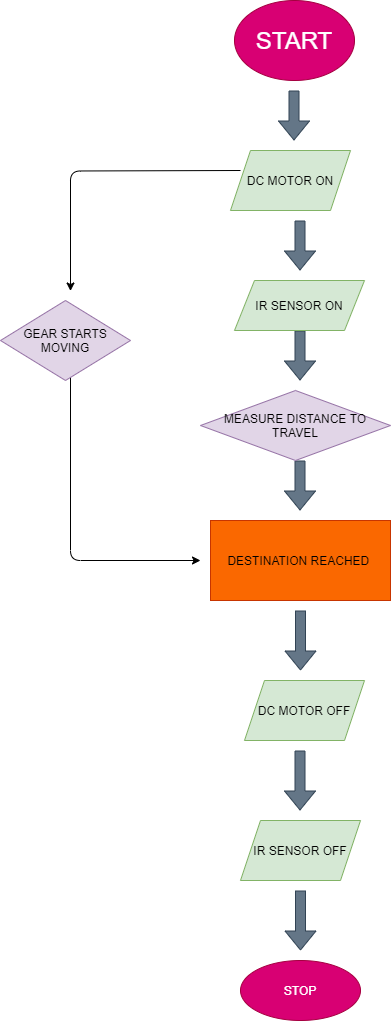 START
DC MOTOR ON
IR SENSOR ON
GEAR STARTS
MOVING
MEASURE DISTANCE TO
TRAVEL
DESTINATION REACHED
DC MOTOR OFF
IR SENSOR OFF
STOP